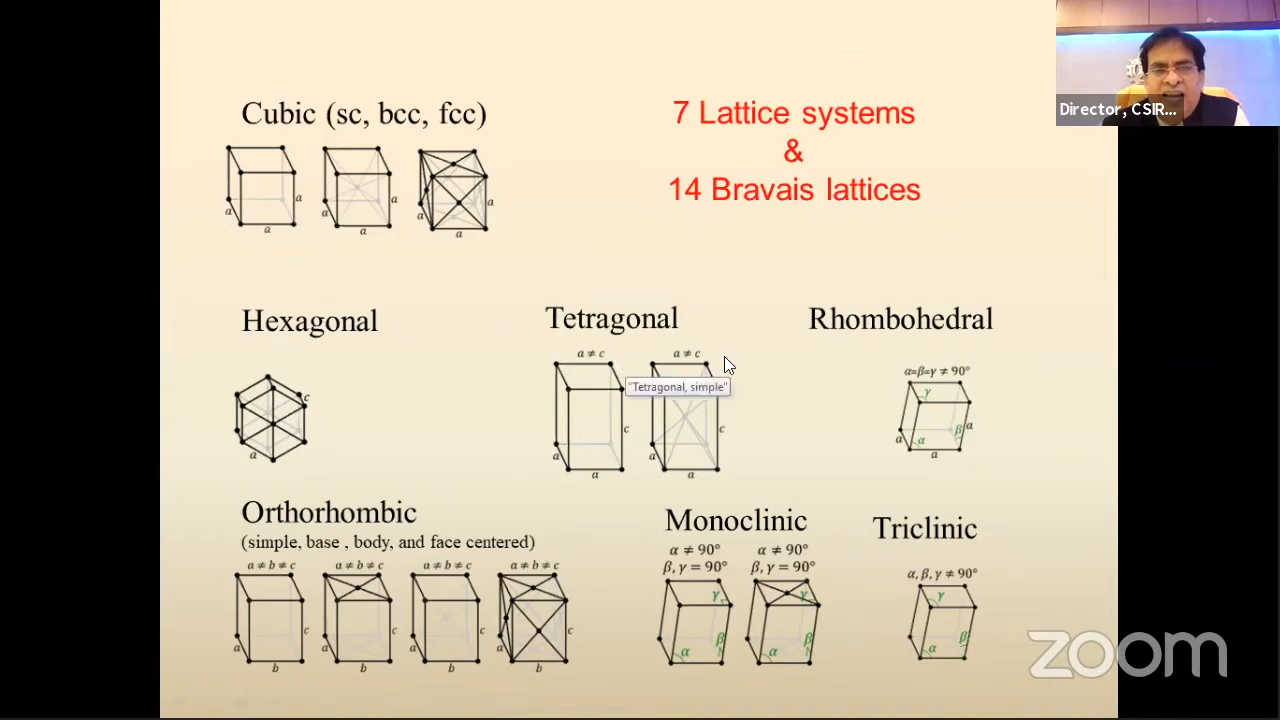 Director, CSIR...
Cubic (sc, bcc, fcc)
7 Lattice systems
&
14 Bravais lattices
a a a
a a a
a a a
Hexagonal
Tetragonal
Rhombohedral
c
a
a ≠ c
a ≠ c
"Tetragonal, simple"
a a c
a a c
α=β=γ ≠ 90°
γ
β
α
a a a
Orthorhombic
(simple, base , body, and face centered)
a ≠ b ≠ c
a ≠ b ≠ c
a ≠ b ≠ c
a ≠ b ≠ c
a b c
a b c
a b c
a b c
Monoclinic
α ≠ 90°
β, γ = 90°
α ≠ 90°
β, γ = 90°
γ
β
α
γ
β
α
Triclinic
α, β, γ ≠ 90°
γ
β
α
zoom